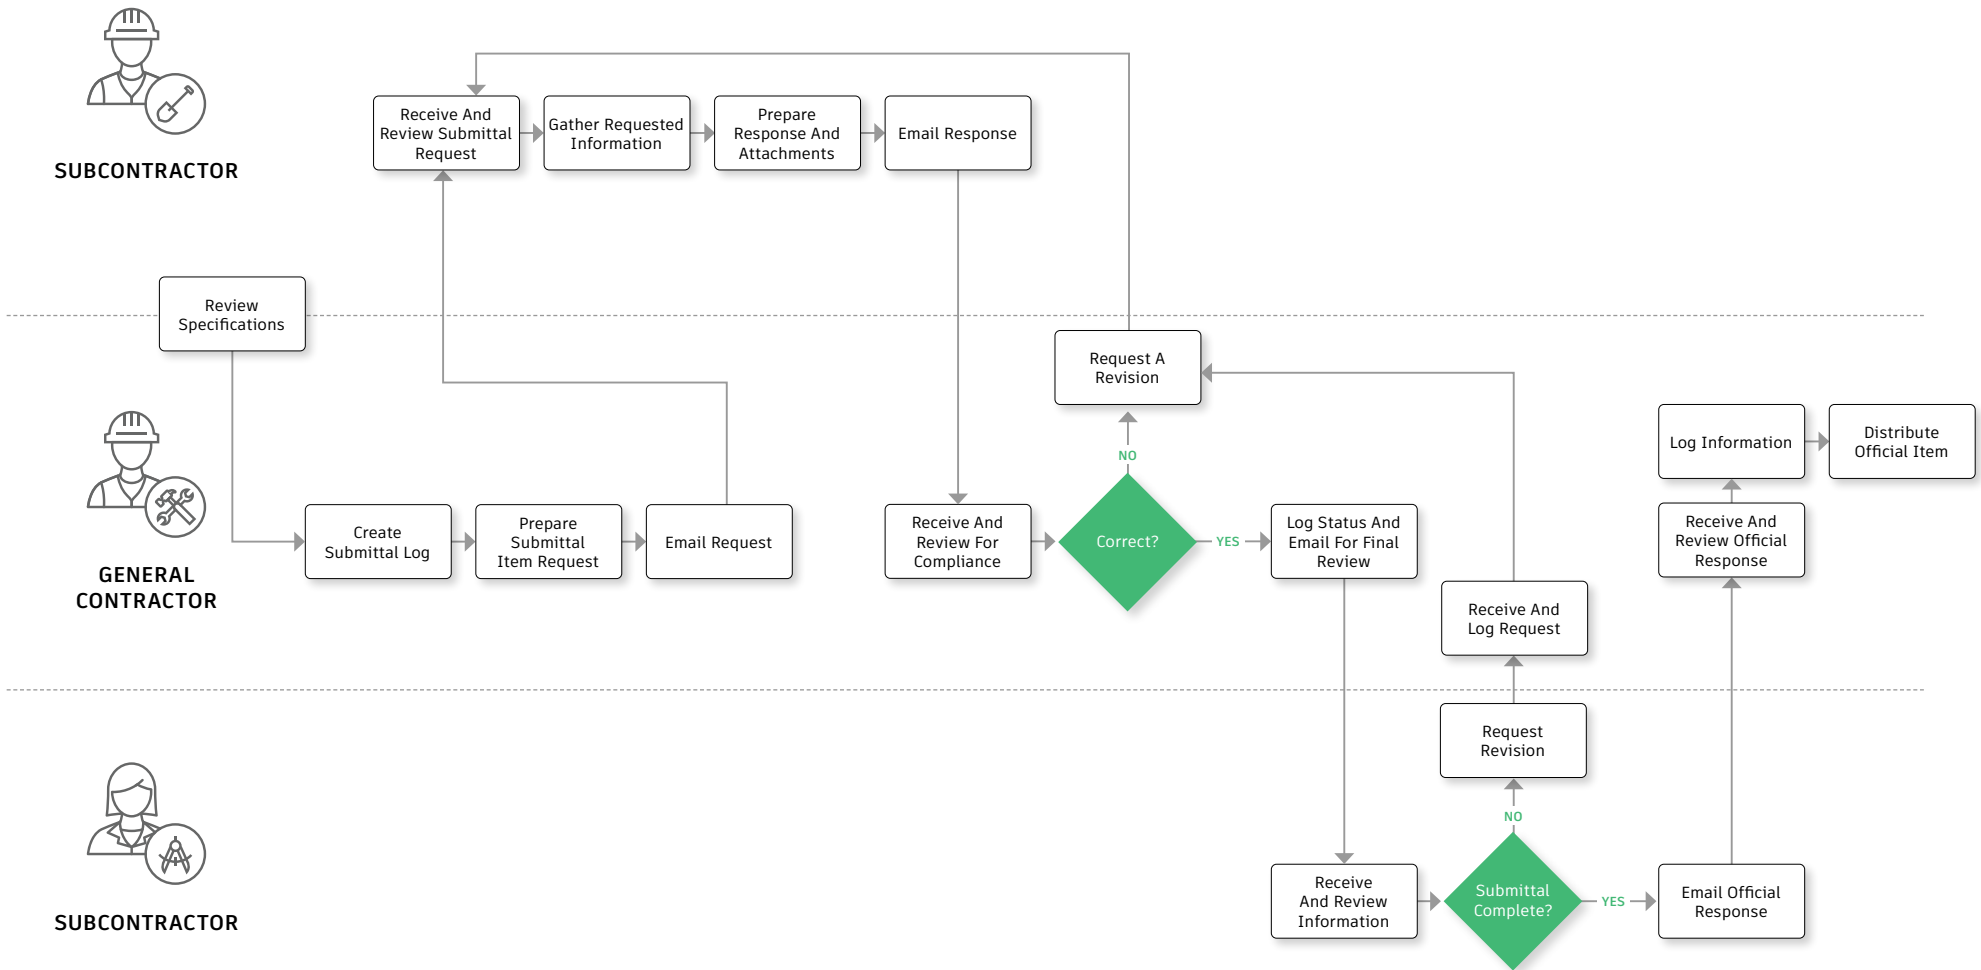 Receive And
Review Submittal
Request
Gather Requested
Information
Prepare
Response And
Attachments
Email Response
SUBCONTRACTOR
Review
Specifications
Request A
Revision
NO
Log Information
Distribute
Official Item
Create
Submittal Log
Prepare
Submittal
Item Request
Email Request
Receive And
Review For
Compliance
Correct?
YES
Log Status And
Email For Final
Review
Receive And
Review Official
Response
GENERAL
CONTRACTOR
Receive And
Log Request
Request
Revision
NO
Receive
And Review
Information
Submittal
Complete?
YES
Email Official
Response
SUBCONTRACTOR